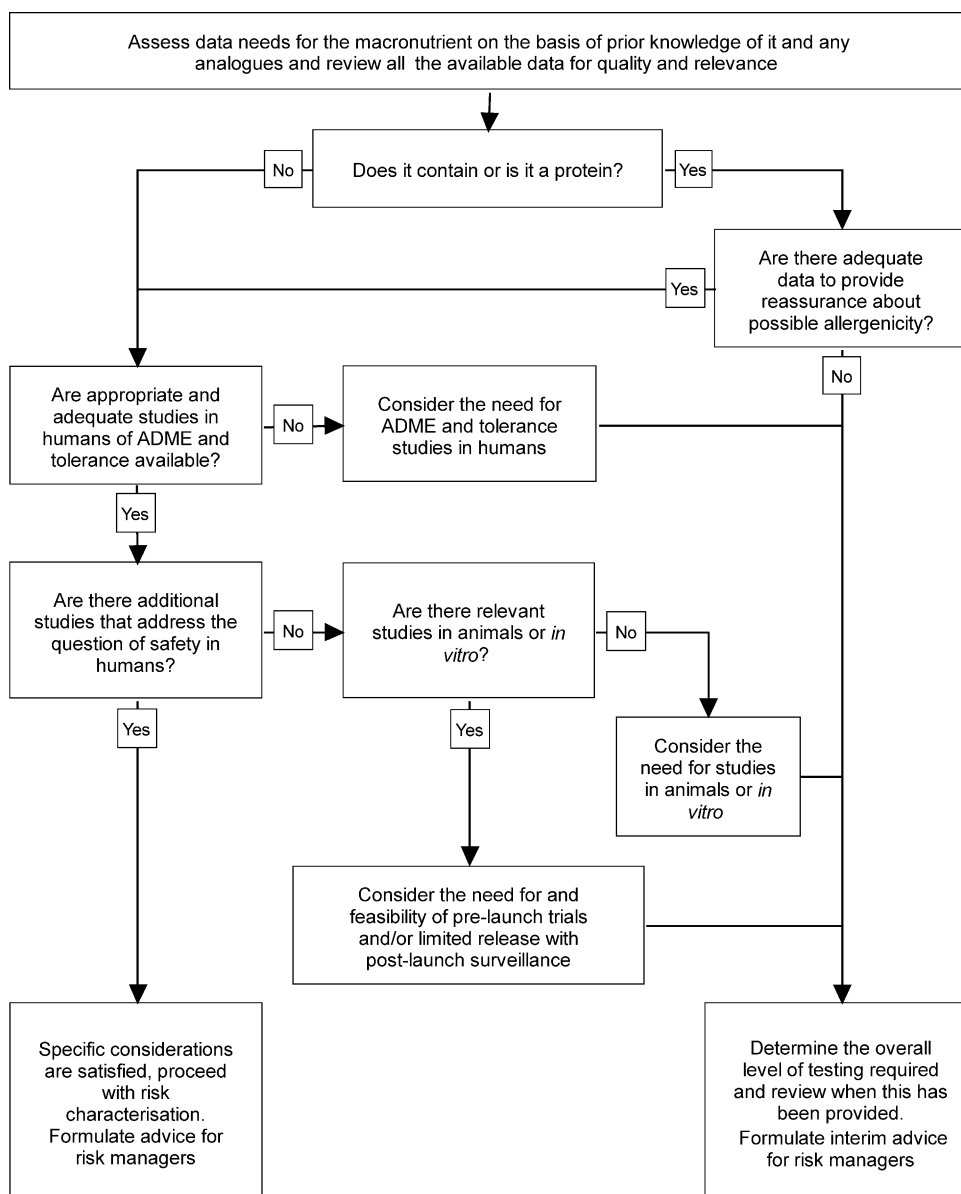 Assess data needs for the macronutrient on the basis of prior knowledge of it and any
analogues and review all the available data for quality and relevance
Does it contain or is it a protein?
No
Yes
Are there adequate
data to provide
reassurance about
possible allergenicity?
Yes
No
Are appropriate and
adequate studies in
humans of ADME and
tolerance available?
No
Consider the need for
ADME and tolerance
studies in humans
Yes
Are there additional
studies that address the
question of safety in
humans?
No
Are there relevant
studies in animals or in
vitro?
No
Yes
Yes
Consider the
need for studies
in animals or in
vitro
Consider the need for and
feasibility of pre-launch trials
and/or limited release with
post-launch surveillance
Specific considerations
are satisfied, proceed
with risk
characterisation.
Formulate advice for
risk managers
Determine the overall
level of testing required
and review when this has
been provided.
Formulate interim advice
for risk managers